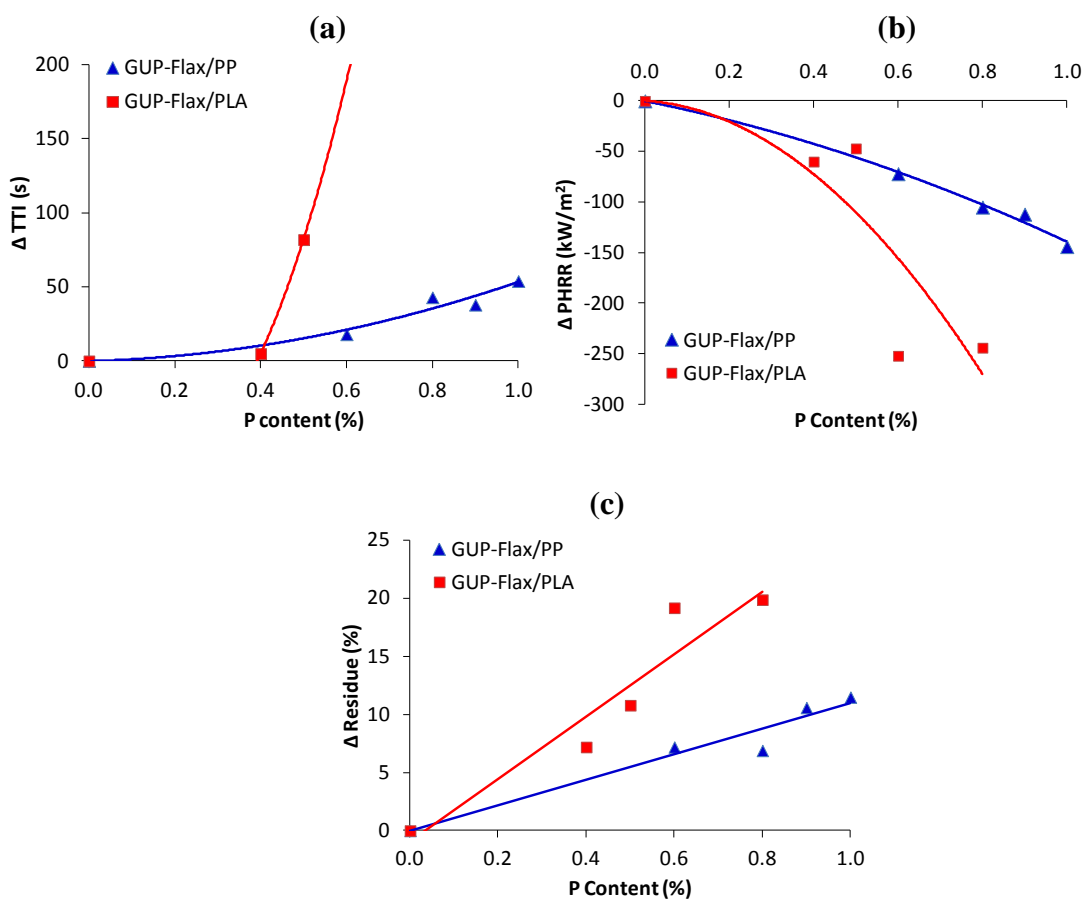 (a)
GUP-Flax/PP
GUP-Flax/PLA
200
150
100
50
0
Δ TTI (s)
0.0 0.2 0.4 0.6 0.8 1.0
P content (%)
(b)
0.0 0.2 0.4 0.6 0.8 1.0
0
-50
-100
-150
-200
-250
-300
Δ PHRR (kW/m²)
GUP-Flax/PP
GUP-Flax/PLA
P Content (%)
(c)
GUP-Flax/PP
GUP-Flax/PLA
25
20
15
10
5
0
Δ Residue (%)
0.0 0.2 0.4 0.6 0.8 1.0
P Content (%)